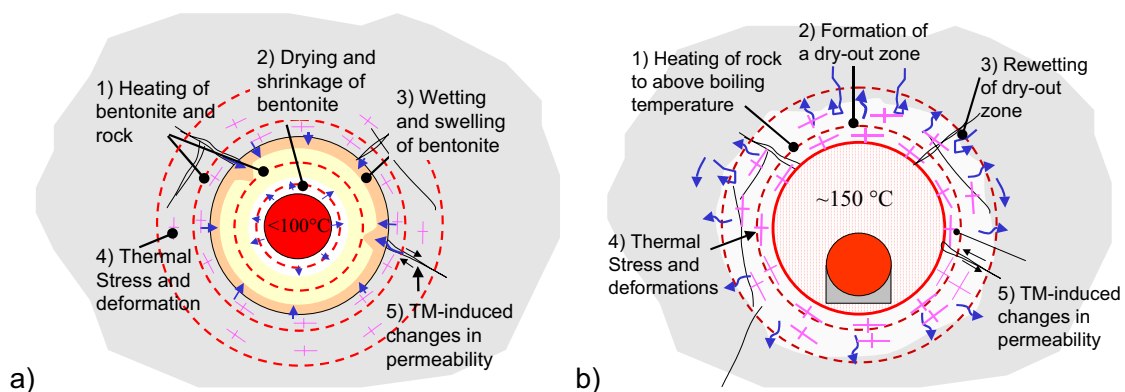 1) Heating of
bentonite and
rock
2) Drying and
shrinkage of
bentonite
3) Wetting
and swelling
of bentonite
<100°C
4) Thermal
Stress and
deformation
5) TM-induced
changes in
permeability
a)
1) Heating of rock
to above boiling
temperature
2) Formation of
a dry-out zone
3) Rewetting
of dry-out
zone
~150 °C
4) Thermal
Stress and
deformations
5) TM-induced
changes in
permeability
b)